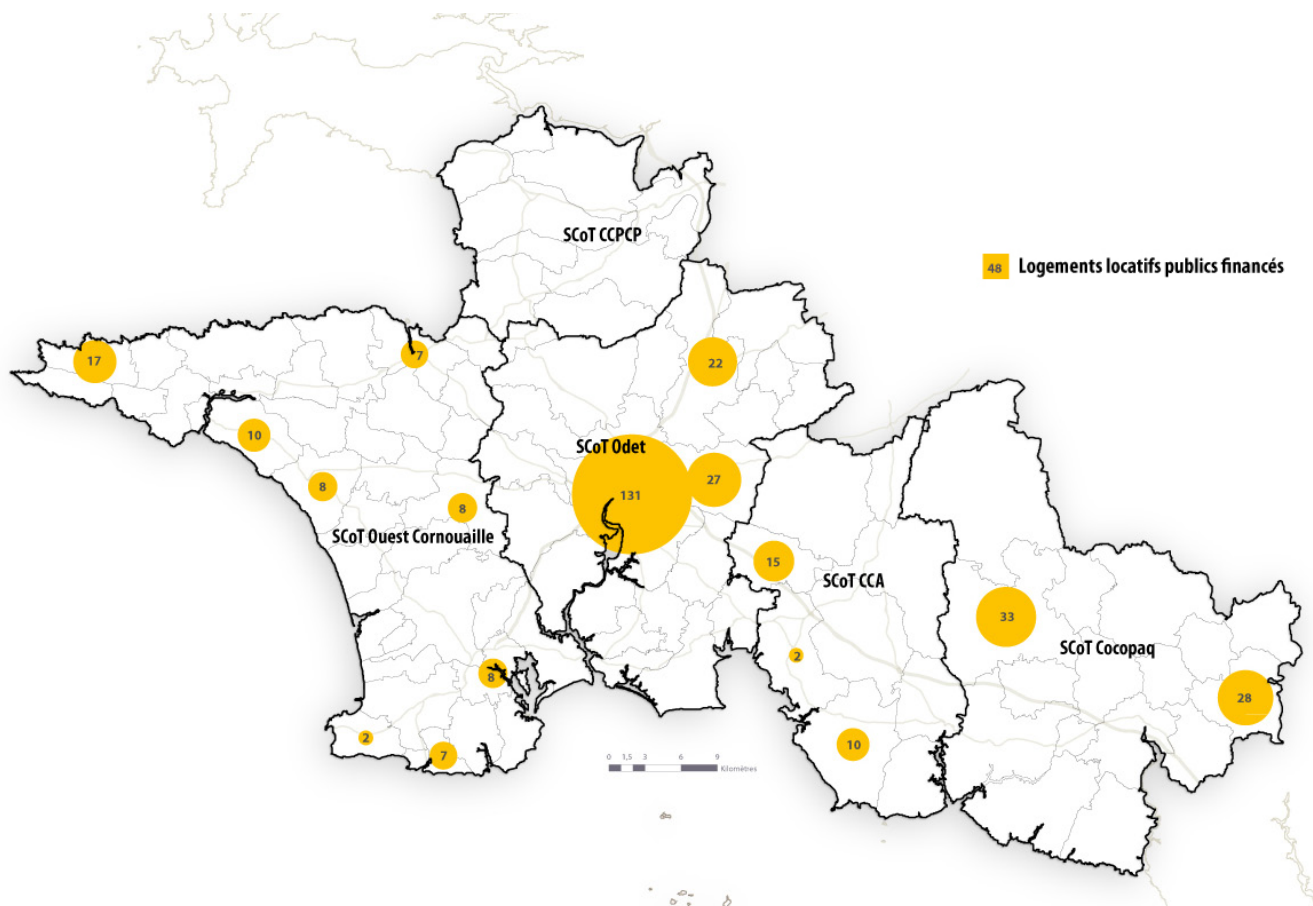 SCoT CCPCP
48 Logements locatifs publics financés
17
7
22
10
SCoT Odet
27
8
131
8
SCoT Ouest Cornouaille
15
SCoT CCA
33
SCoT Cocopaq
2
8
28
2
7
10
0 1,5 3 6 9
Kilomètres